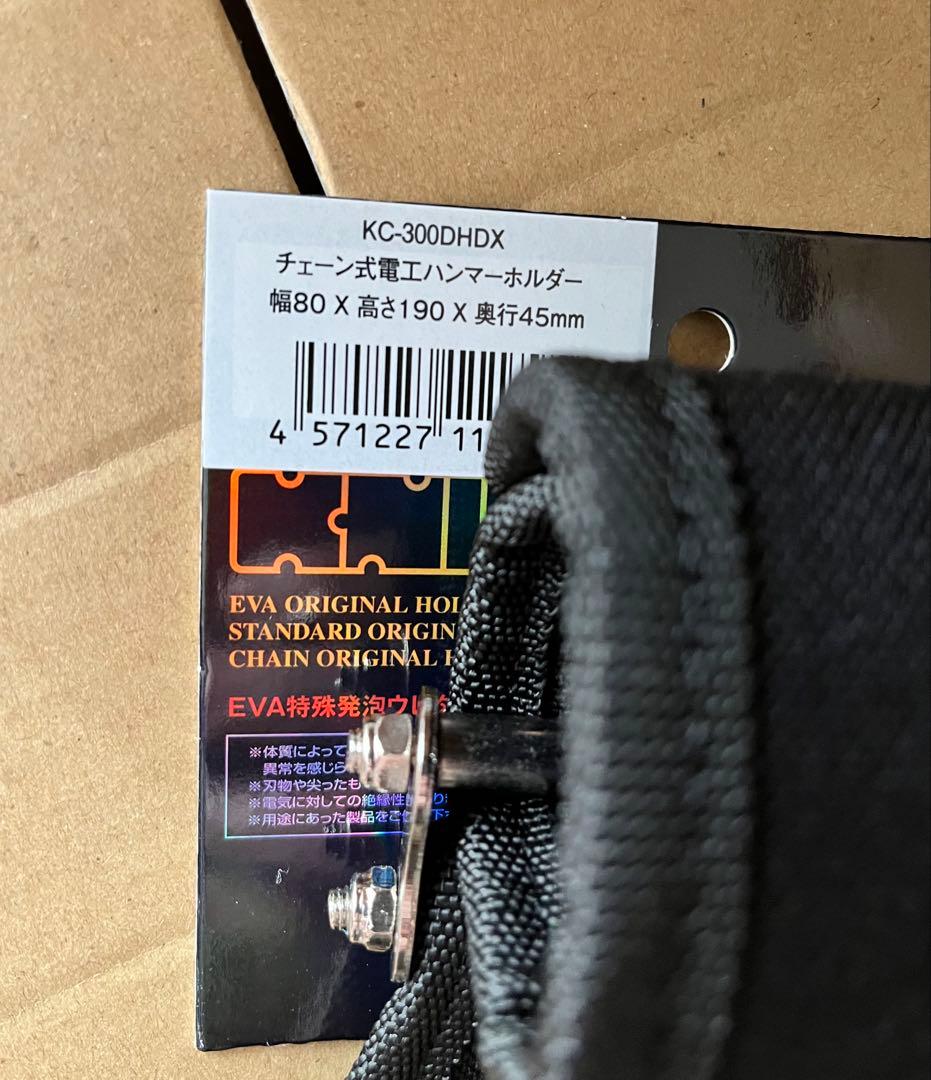 KC-300DHDX
チェーン式電工ハンマーホルダー
幅80 X 高さ190 X 奥行45mm
4 571227 11
EVA ORIGINAL HOL
STANDARD ORIGIN
CHAIN ORIGINAL
EVA特殊発泡ウレ
※体質によって
異常を感じら
※刃物や尖ったも
※電気に対しての絶縁性
※用途にあった製品をご